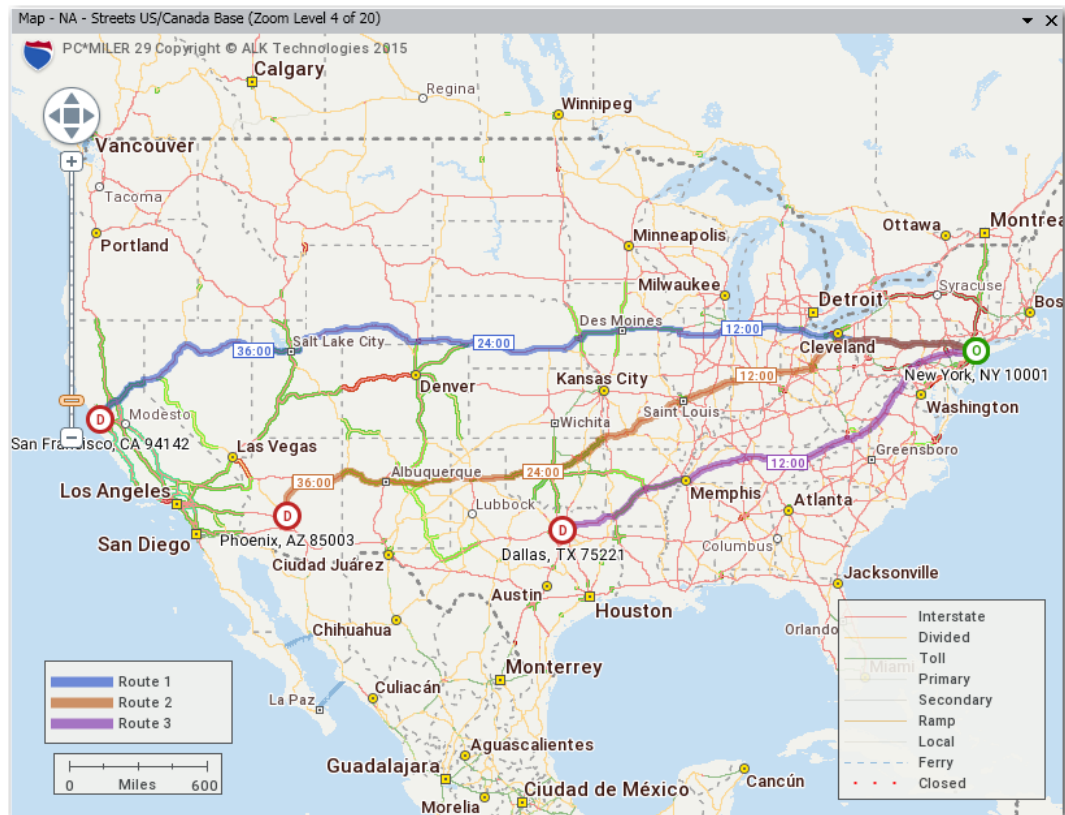 Map - NA - Streets US/Canada Base (Zoom Level 4 of 20)
PC*MILER 29 Copyright © ALK Technologies 2015
Calgary
Regina
Winnipeg
Vancouver
Tacoma
Portland
Ottawa
Montrea
Minneapolis
Milwaukee
Detroit
Syracuse
Bos
Des Moines
12:00
Cleveland
36:00
Salt Lake City
24:00
O
New York, NY 10001
Denver
Kansas City
12:00
Saint Louis
Washington
D
Modesto
San Francisco, CA 94142
Las Vegas
Wichita
Greensboro
12:00
Albuquerque
24:00
36:00
Memphis
Los Angeles
Lubbock
Atlanta
D
D
San Diego
Phoenix, AZ 85003
Dallas, TX 75221
Columbus
Ciudad Juárez
Austin
Houston
Jacksonville
Chihuahua
Orlando
Miami
Monterrey
Culiacán
La Paz
Aguascalientes
Guadalajara
Ciudad de México
Cancún
Morelia
Route 1
Route 2
Route 3
0 Miles 600
Interstate
Divided
Toll
Primary
Secondary
Ramp
Local
Ferry
Closed